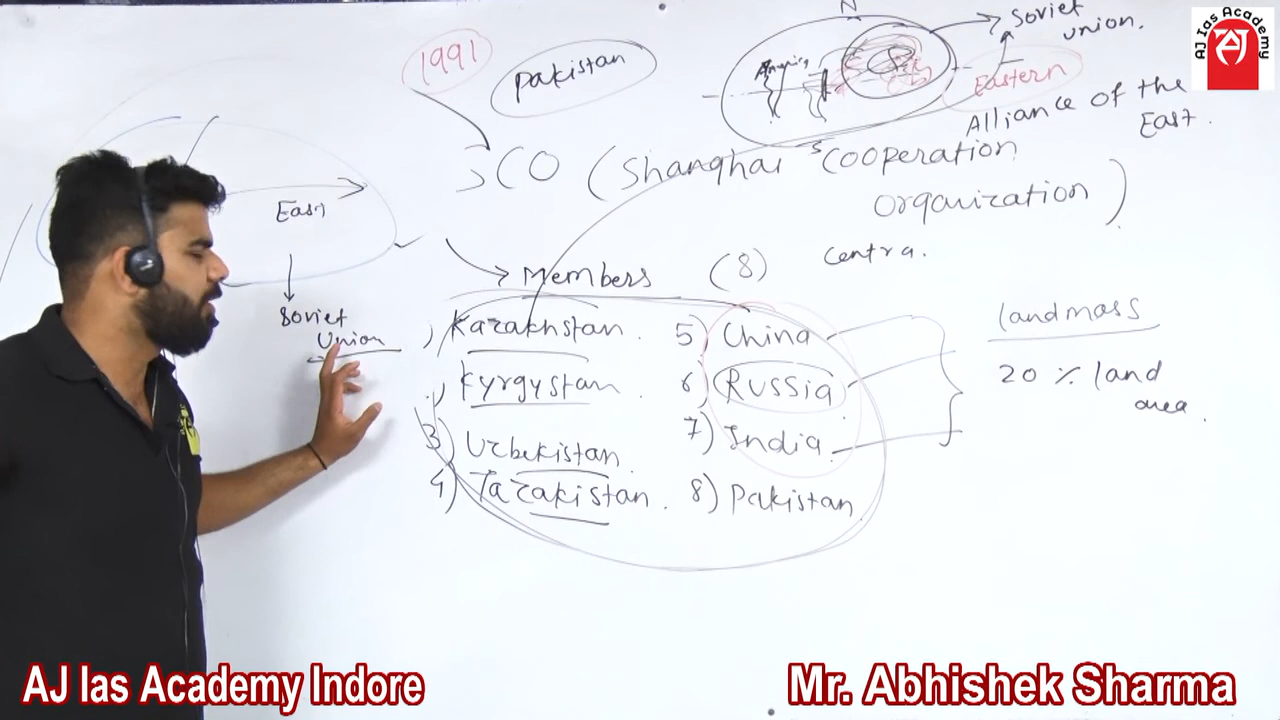 1991
Pakistan
N
Soviet
union.
Eastern
Alliance of the
East.
SCO (Shanghai Cooperation
organization)
East
Soviet
Union
Members (8)
centra.
1) Kazakhstan.
Kyrgystan
3) Uzbekistan
4) Tazakistan.
5) China
6) Russia
7) India
8) Pakistan
landmass
20 % land
area.
AJ Ias Academy
AJ
AJ Ias Academy Indore
Mr. Abhishek Sharma